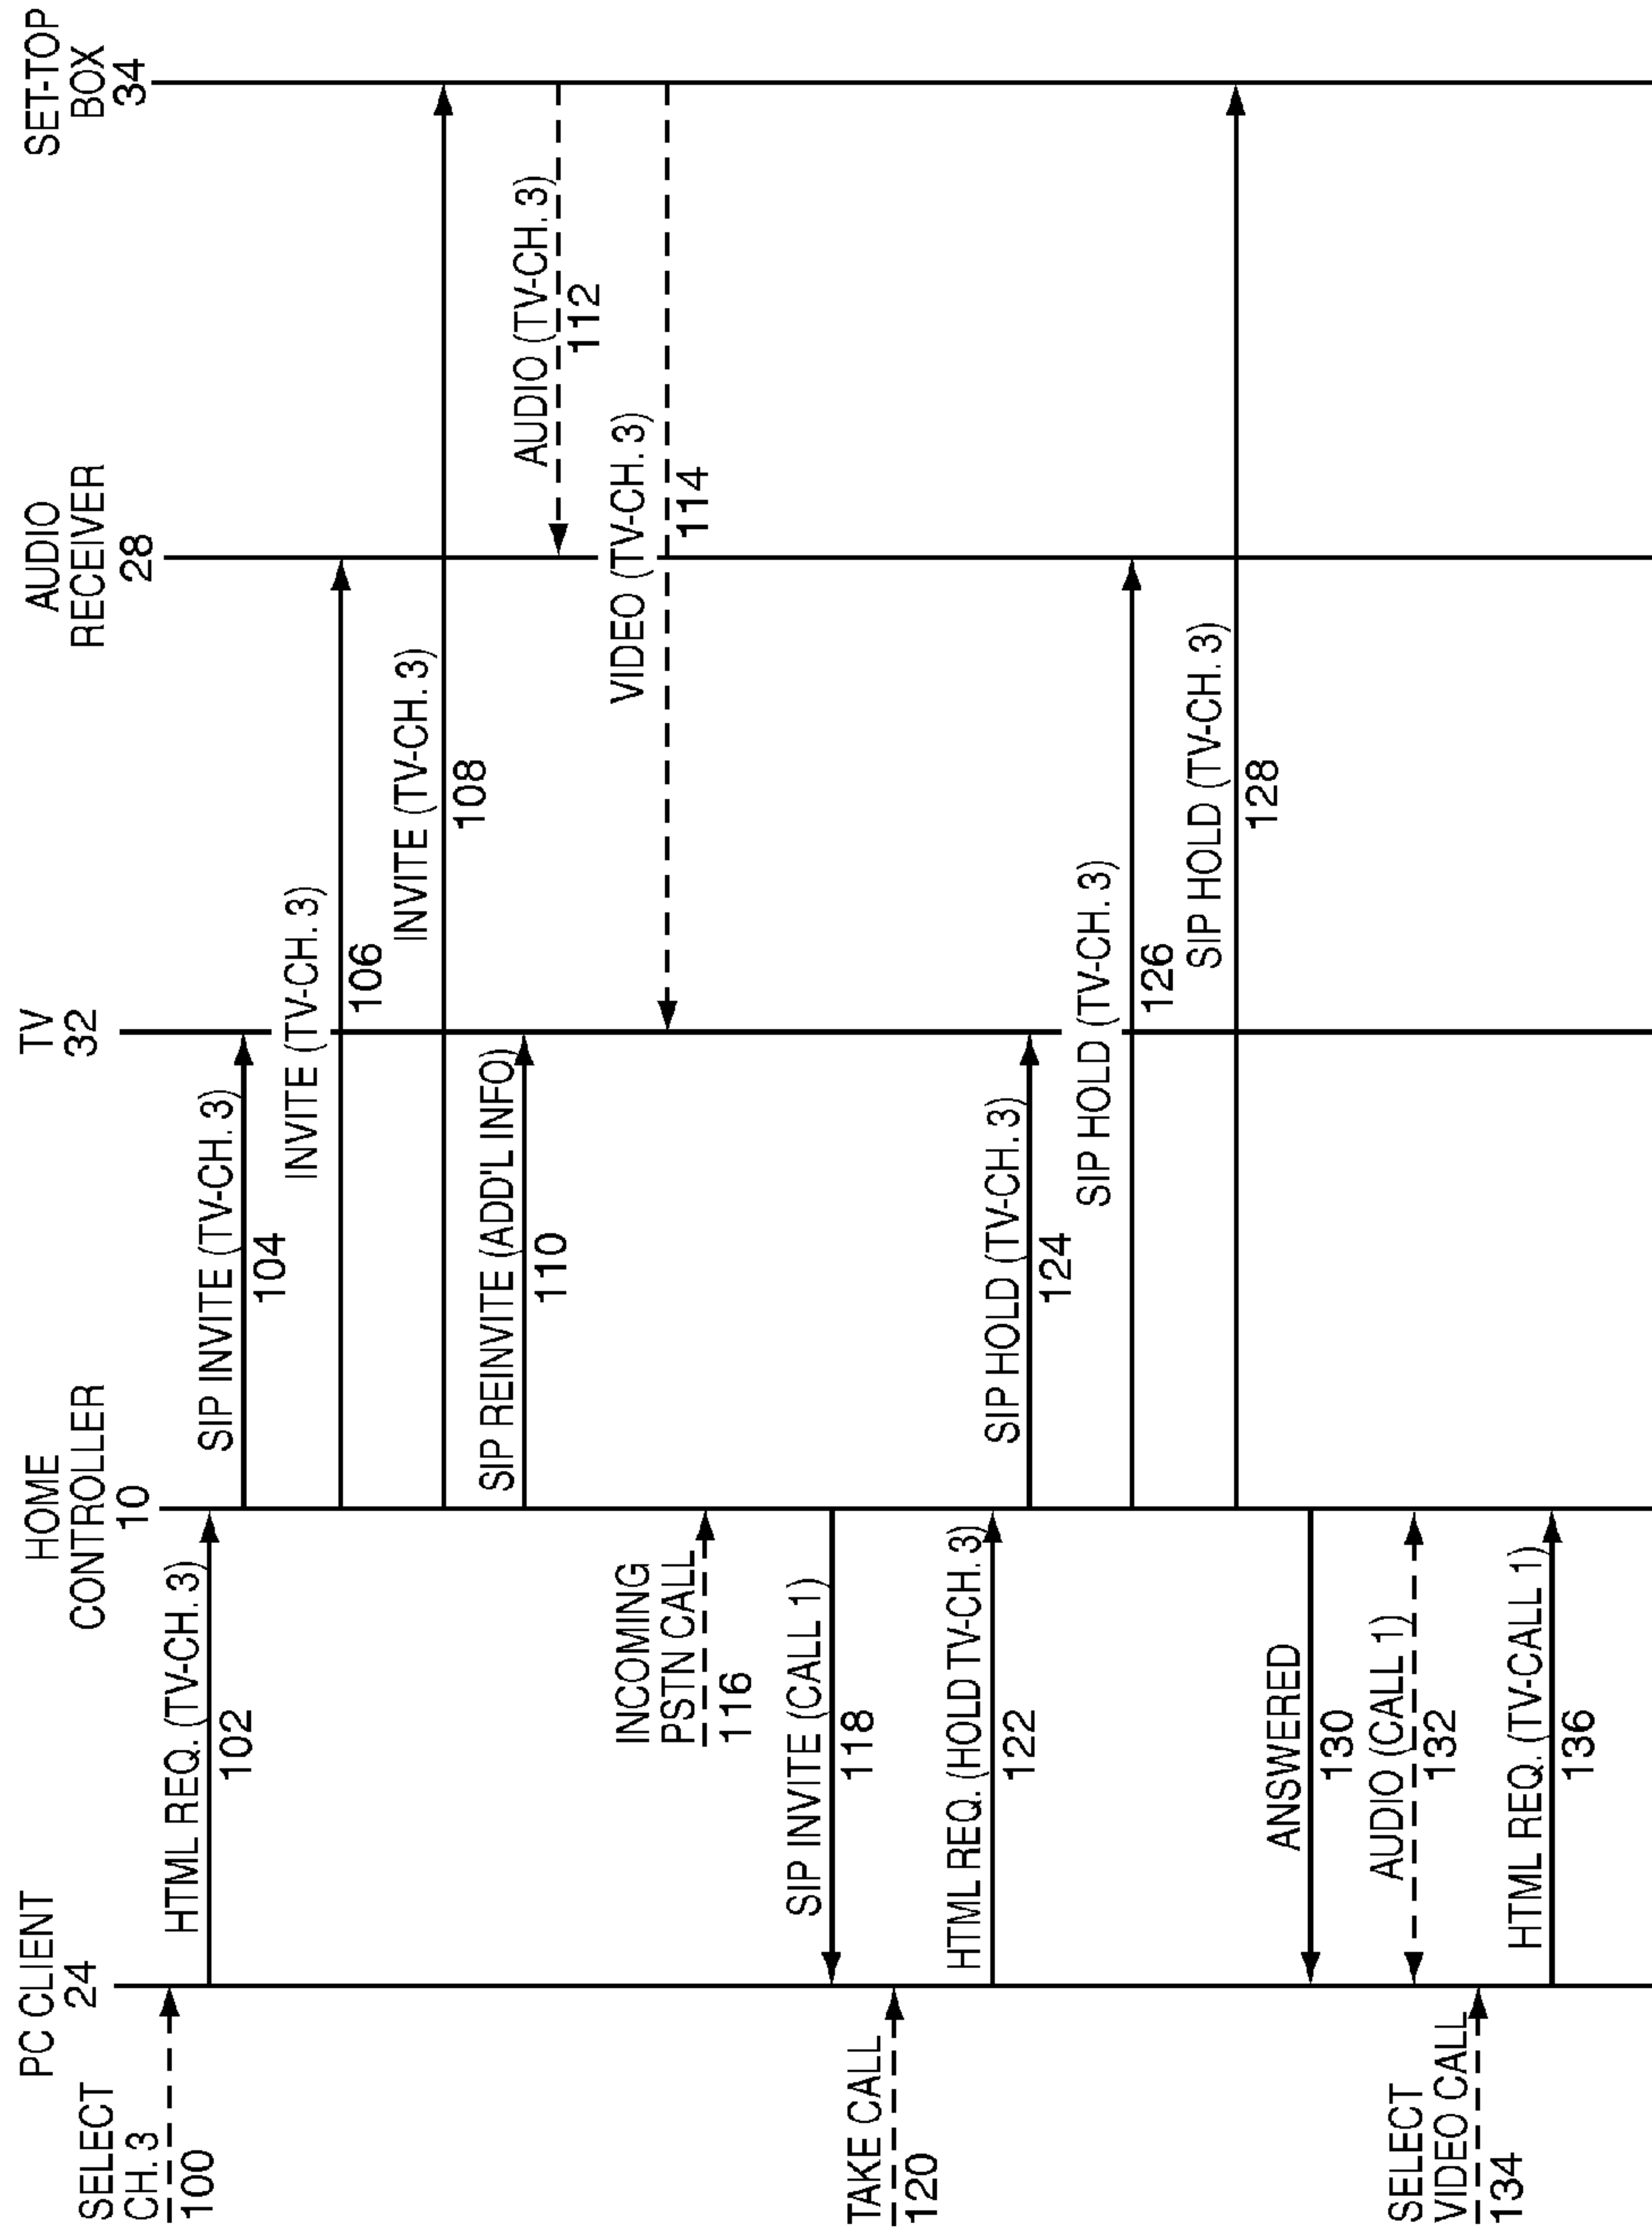 PC CLIENT
24
HOME
CONTROLLER
10
TV
32
AUDIO
RECEIVER
28
SET-TOP
BOX
34
SELECT
CH. 3
100
HTML REQ. (TV-CH. 3)
102
SIP INVITE (TV-CH. 3)
104
INVITE (TV-CH. 3)
106
INVITE (TV-CH. 3)
108
SIP REINVITE (ADD'L INFO)
110
AUDIO (TV-CH. 3)
112
VIDEO (TV-CH. 3)
114
INCOMING
PSTN CALL
116
SIP INVITE (CALL 1)
118
TAKE CALL
120
HTML REQ. (HOLD TV-CH. 3)
122
SIP HOLD (TV-CH. 3)
124
SIP HOLD (TV-CH. 3)
126
SIP HOLD (TV-CH. 3)
128
ANSWERED
130
AUDIO (CALL 1)
132
SELECT
VIDEO CALL
134
HTML REQ. (TV-CALL 1)
136